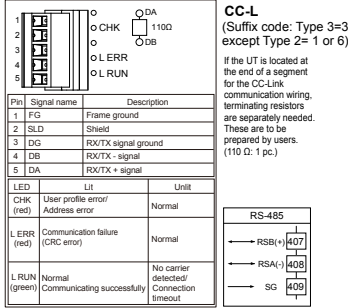 1
2
3
4
5
CHK
L ERR
L RUN
DA
110Ω
DB
CC-L
(Suffix code: Type 3=3
except Type 2= 1 or 6)
If the UT is located at
the end of a segment
for the CC-Link
communication wiring,
terminating resistors
are separately needed.
These are to be
prepared by users.
(110 Ω: 1 pc.)
Pin Signal name Description
1 FG Frame ground
2 SLD Shield
3 DG RX/TX signal ground
4 DB RX/TX - signal
5 DA RX/TX + signal
LED Lit Unlit
CHK (red) User profile error/ Address error Normal
L ERR (red) Communication failure (CRC error) Normal
L RUN (green) Normal Communicating successfully No carrier detected/ Connection timeout
RS-485
RSB(+) 407
RSA(-) 408
SG 409